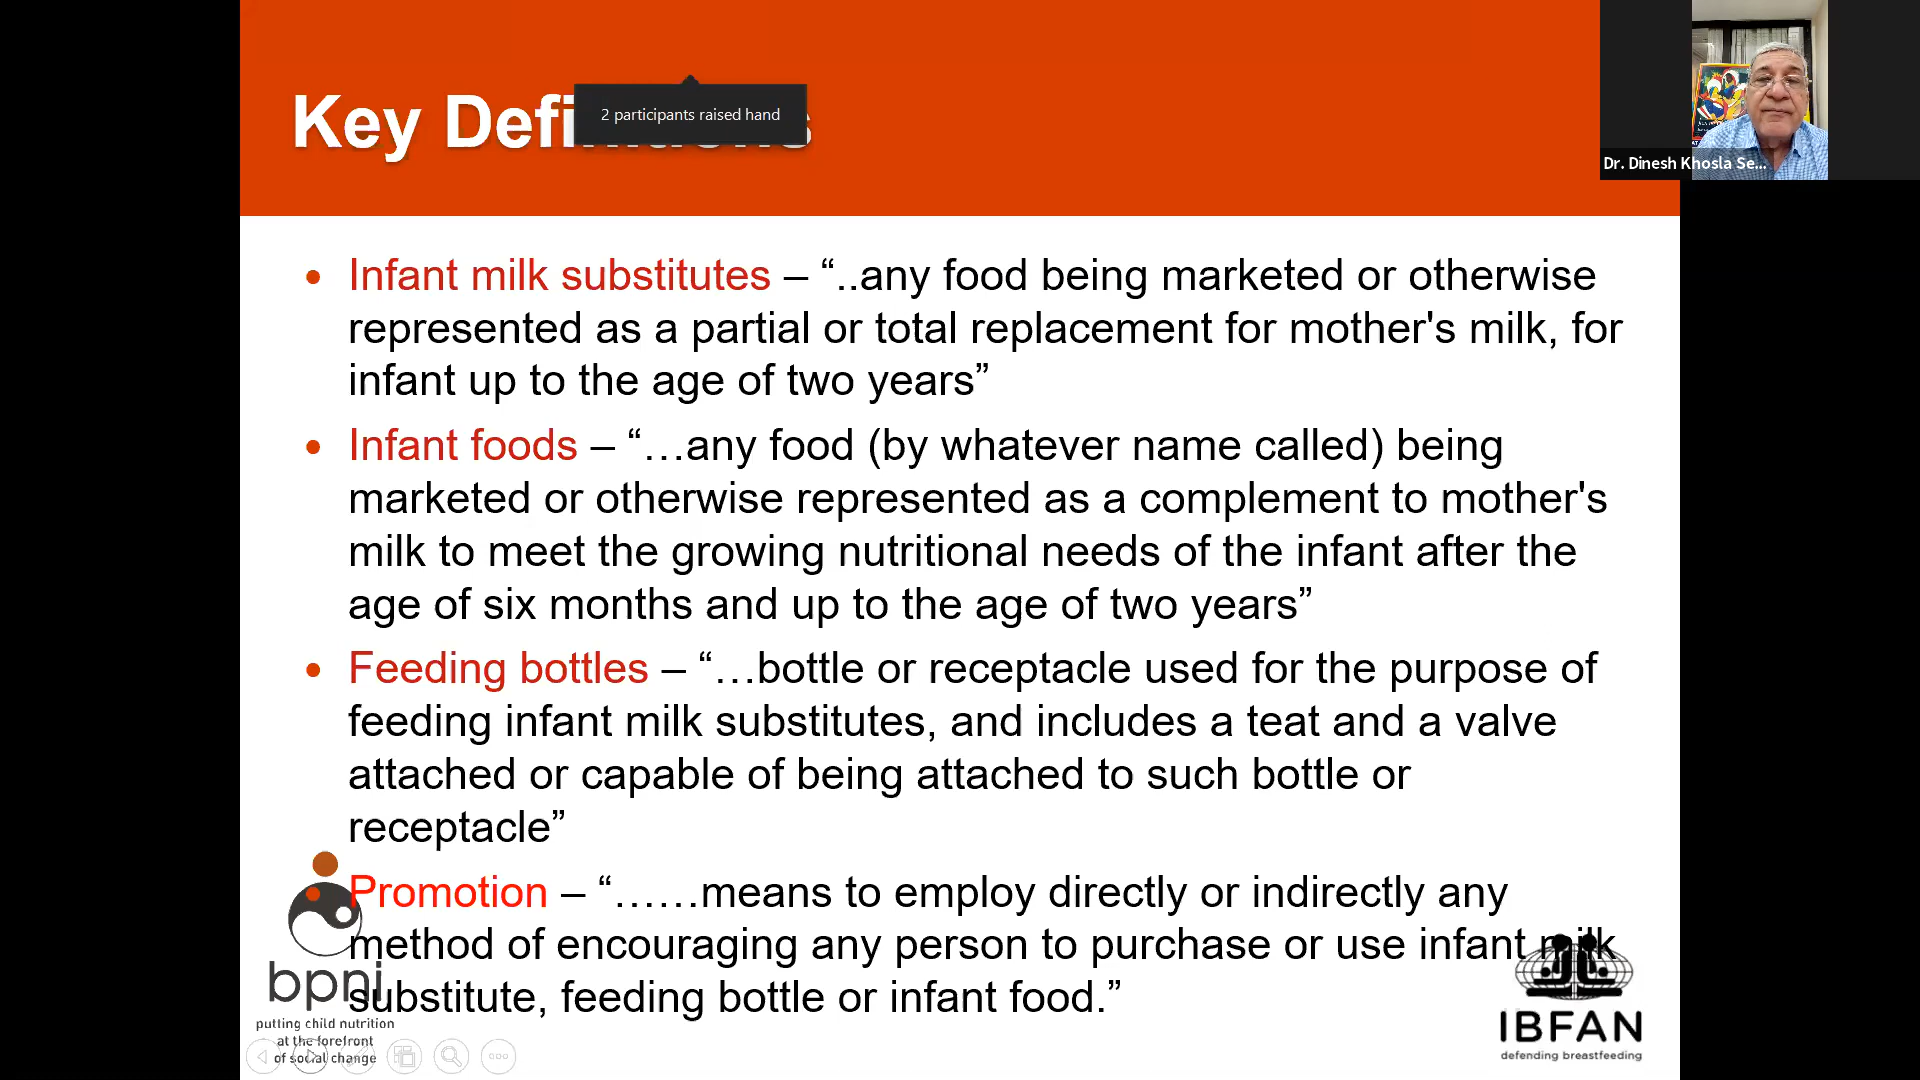 Key Defi
2 participants raised hand
Dr. Dinesh Khosla Se...
• Infant milk substitutes – “..any food being marketed or otherwise
represented as a partial or total replacement for mother's milk, for
infant up to the age of two years”
• Infant foods – “…any food (by whatever name called) being
marketed or otherwise represented as a complement to mother's
milk to meet the growing nutritional needs of the infant after the
age of six months and up to the age of two years”
• Feeding bottles – “…bottle or receptacle used for the purpose of
feeding infant milk substitutes, and includes a teat and a valve
attached or capable of being attached to such bottle or
receptacle”
• Promotion – “……means to employ directly or indirectly any
method of encouraging any person to purchase or use infant milk
substitute, feeding bottle or infant food.”
bpni
putting child nutrition
at the forefront
of social change
IBFAN
defending breastfeeding